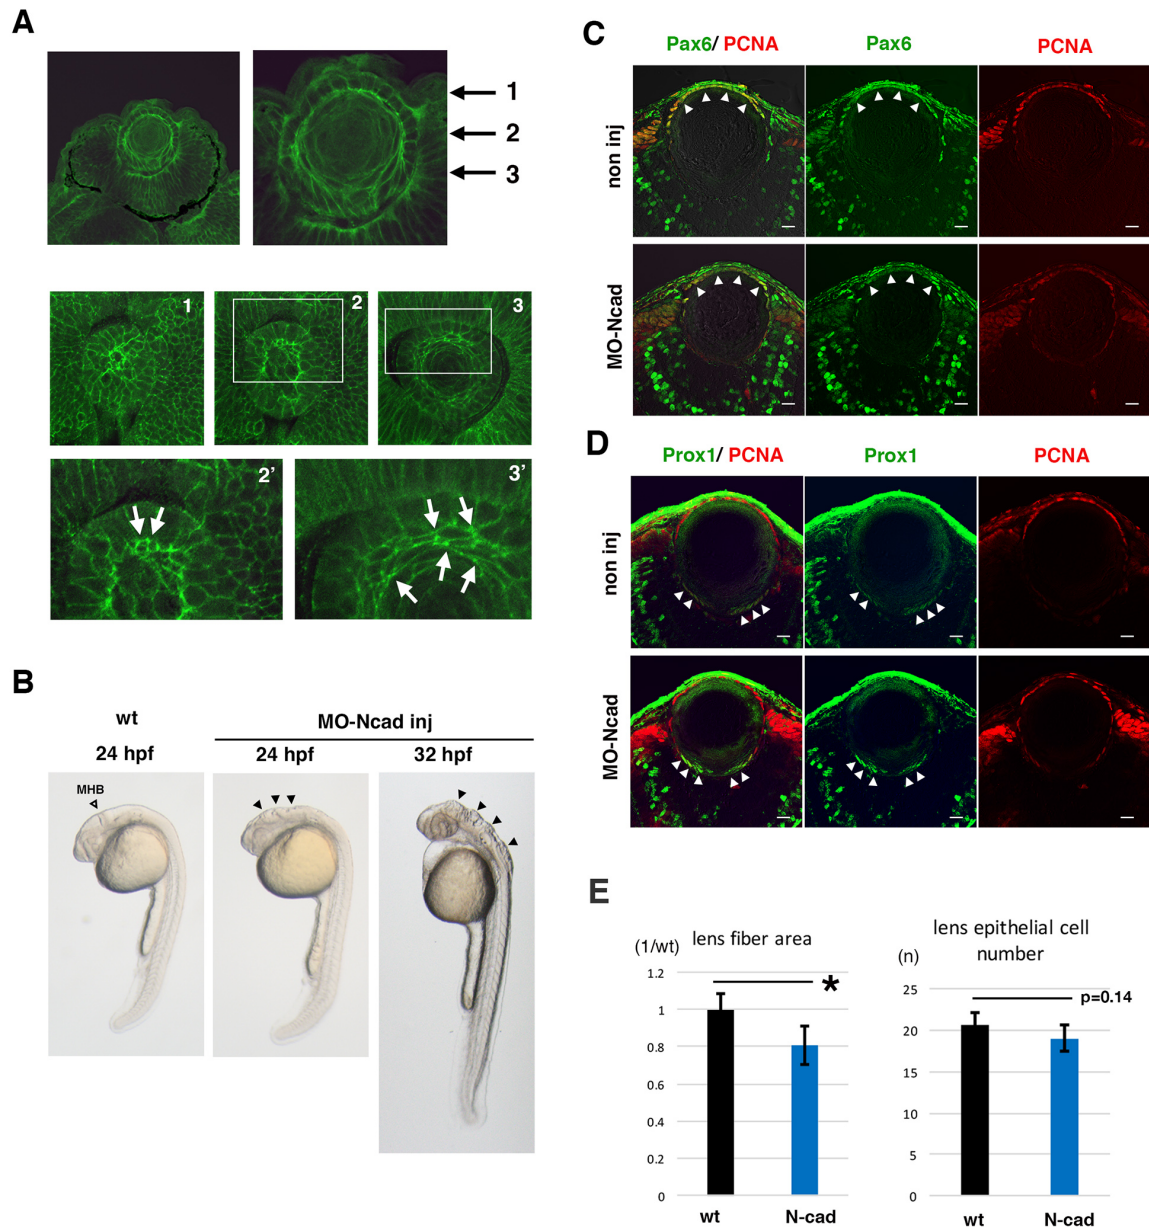 A
1
2
3
1
2
3
2'
3’
B
wt
MO-Ncad inj
24 hpf
24 hpf
32 hpf
MHB
C
Pax6/ PCNA
Pax6
PCNA
non inj
MO-Ncad
D
Prox1/ PCNA
Prox1
PCNA
non inj
MO-Ncad
E
(1/wt)
lens fiber area
1.2
1
0.8
0.6
0.4
0.2
0
*
wt
N-cad
lens epithelial cell
number
(n)
25
20
15
10
5
0
p=0.14
wt
N-cad